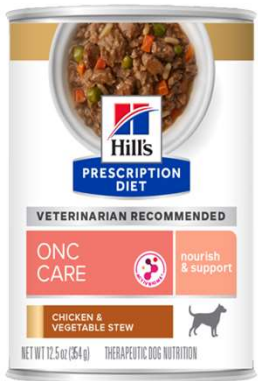 Hill's
PRESCRIPTION
DIET
VETERINARIAN RECOMMENDED
ONC
CARE
nourish
& support
CHICKEN &
VEGETABLE STEW
NET WT 12.5 oz (354 g) THERAPEUTIC DOG NUTRITION